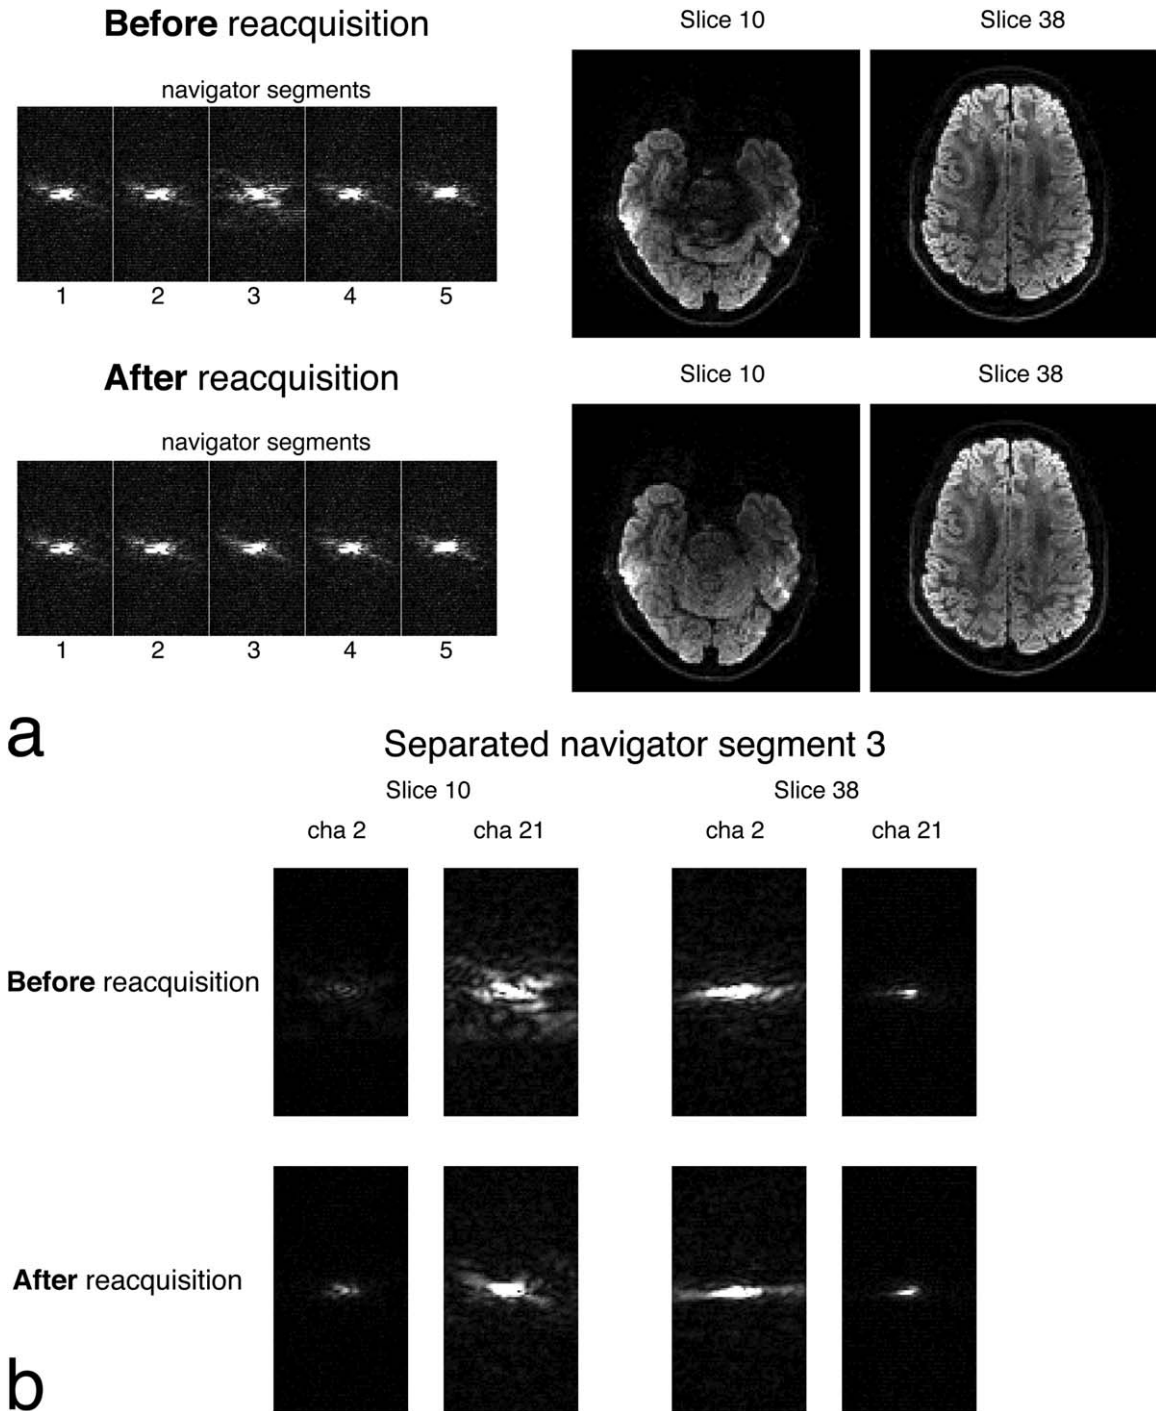 Before reacquisition
Slice 10
Slice 38
navigator segments
1 2 3 4 5
After reacquisition
Slice 10
Slice 38
navigator segments
1 2 3 4 5
a
Separated navigator segment 3
Slice 10
Slice 38
cha 2
cha 21
cha 2
cha 21
Before reacquisition
After reacquisition
b